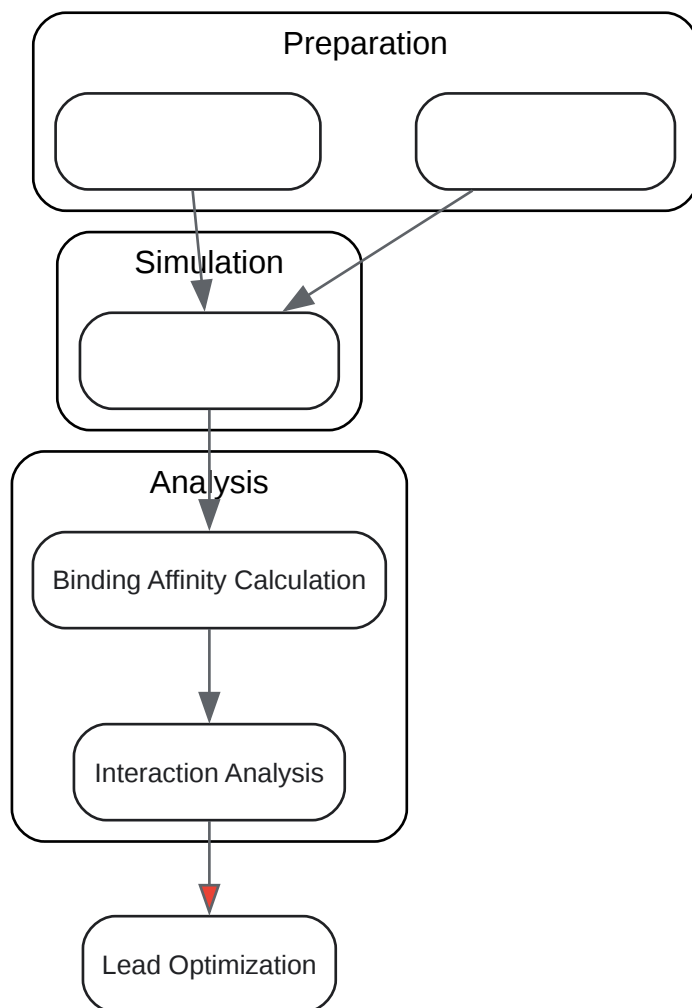 Preparation
Simulation
Analysis
Binding Affinity Calculation
Interaction Analysis
Lead Optimization